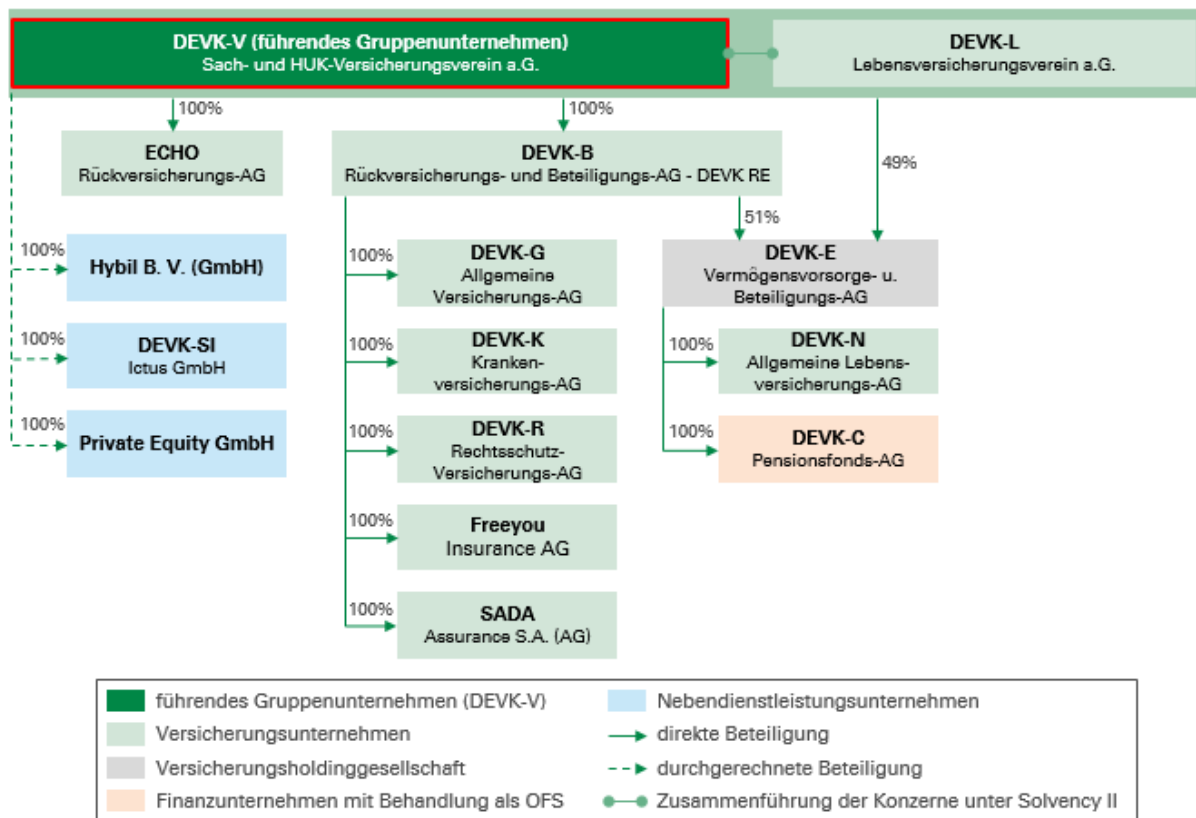 DEVK-V (führendes Gruppenunternehmen)
Sach- und HUK-Versicherungsverein a.G.
DEVK-L
Lebensversicherungsverein a.G.
100%
100%
49%
ECHO
Rückversicherungs-AG
DEVK-B
Rückversicherungs- und Beteiligungs-AG - DEVK RE
51%
100%
Hybil B. V. (GmbH)
100%
DEVK-G
Allgemeine
Versicherungs-AG
DEVK-E
Vermögensvorsorge- u.
Beteiligungs-AG
100%
DEVK-SI
Ictus GmbH
100%
DEVK-K
Kranken-
versicherungs-AG
100%
DEVK-N
Allgemeine Lebens-
versicherungs-AG
100%
Private Equity GmbH
100%
DEVK-R
Rechtsschutz-
Versicherungs-AG
100%
DEVK-C
Pensionsfonds-AG
100%
Freeyou
Insurance AG
100%
SADA
Assurance S.A. (AG)
führendes Gruppenunternehmen (DEVK-V)
Versicherungsunternehmen
Versicherungsholdinggesellschaft
Finanzunternehmen mit Behandlung als OFS
Nebendienstleistungsunternehmen
direkte Beteiligung
durchgerechnete Beteiligung
Zusammenführung der Konzerne unter Solvency II